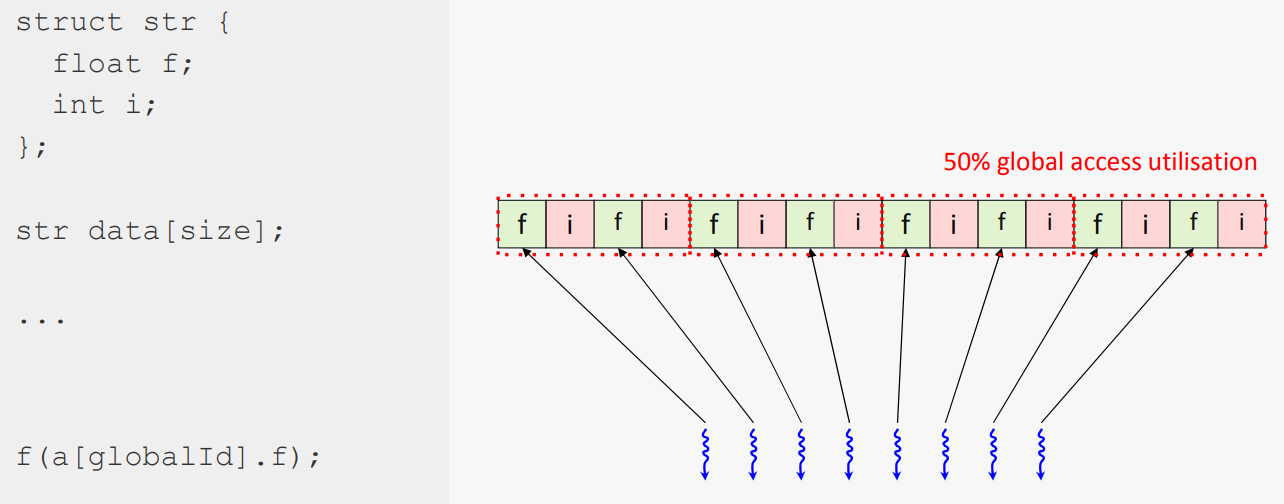 struct str {
float f;
int i;
};
str data[size];
...
f(a[globalId].f);
50% global access utilisation
f i f i f i f i f i f i f i f i